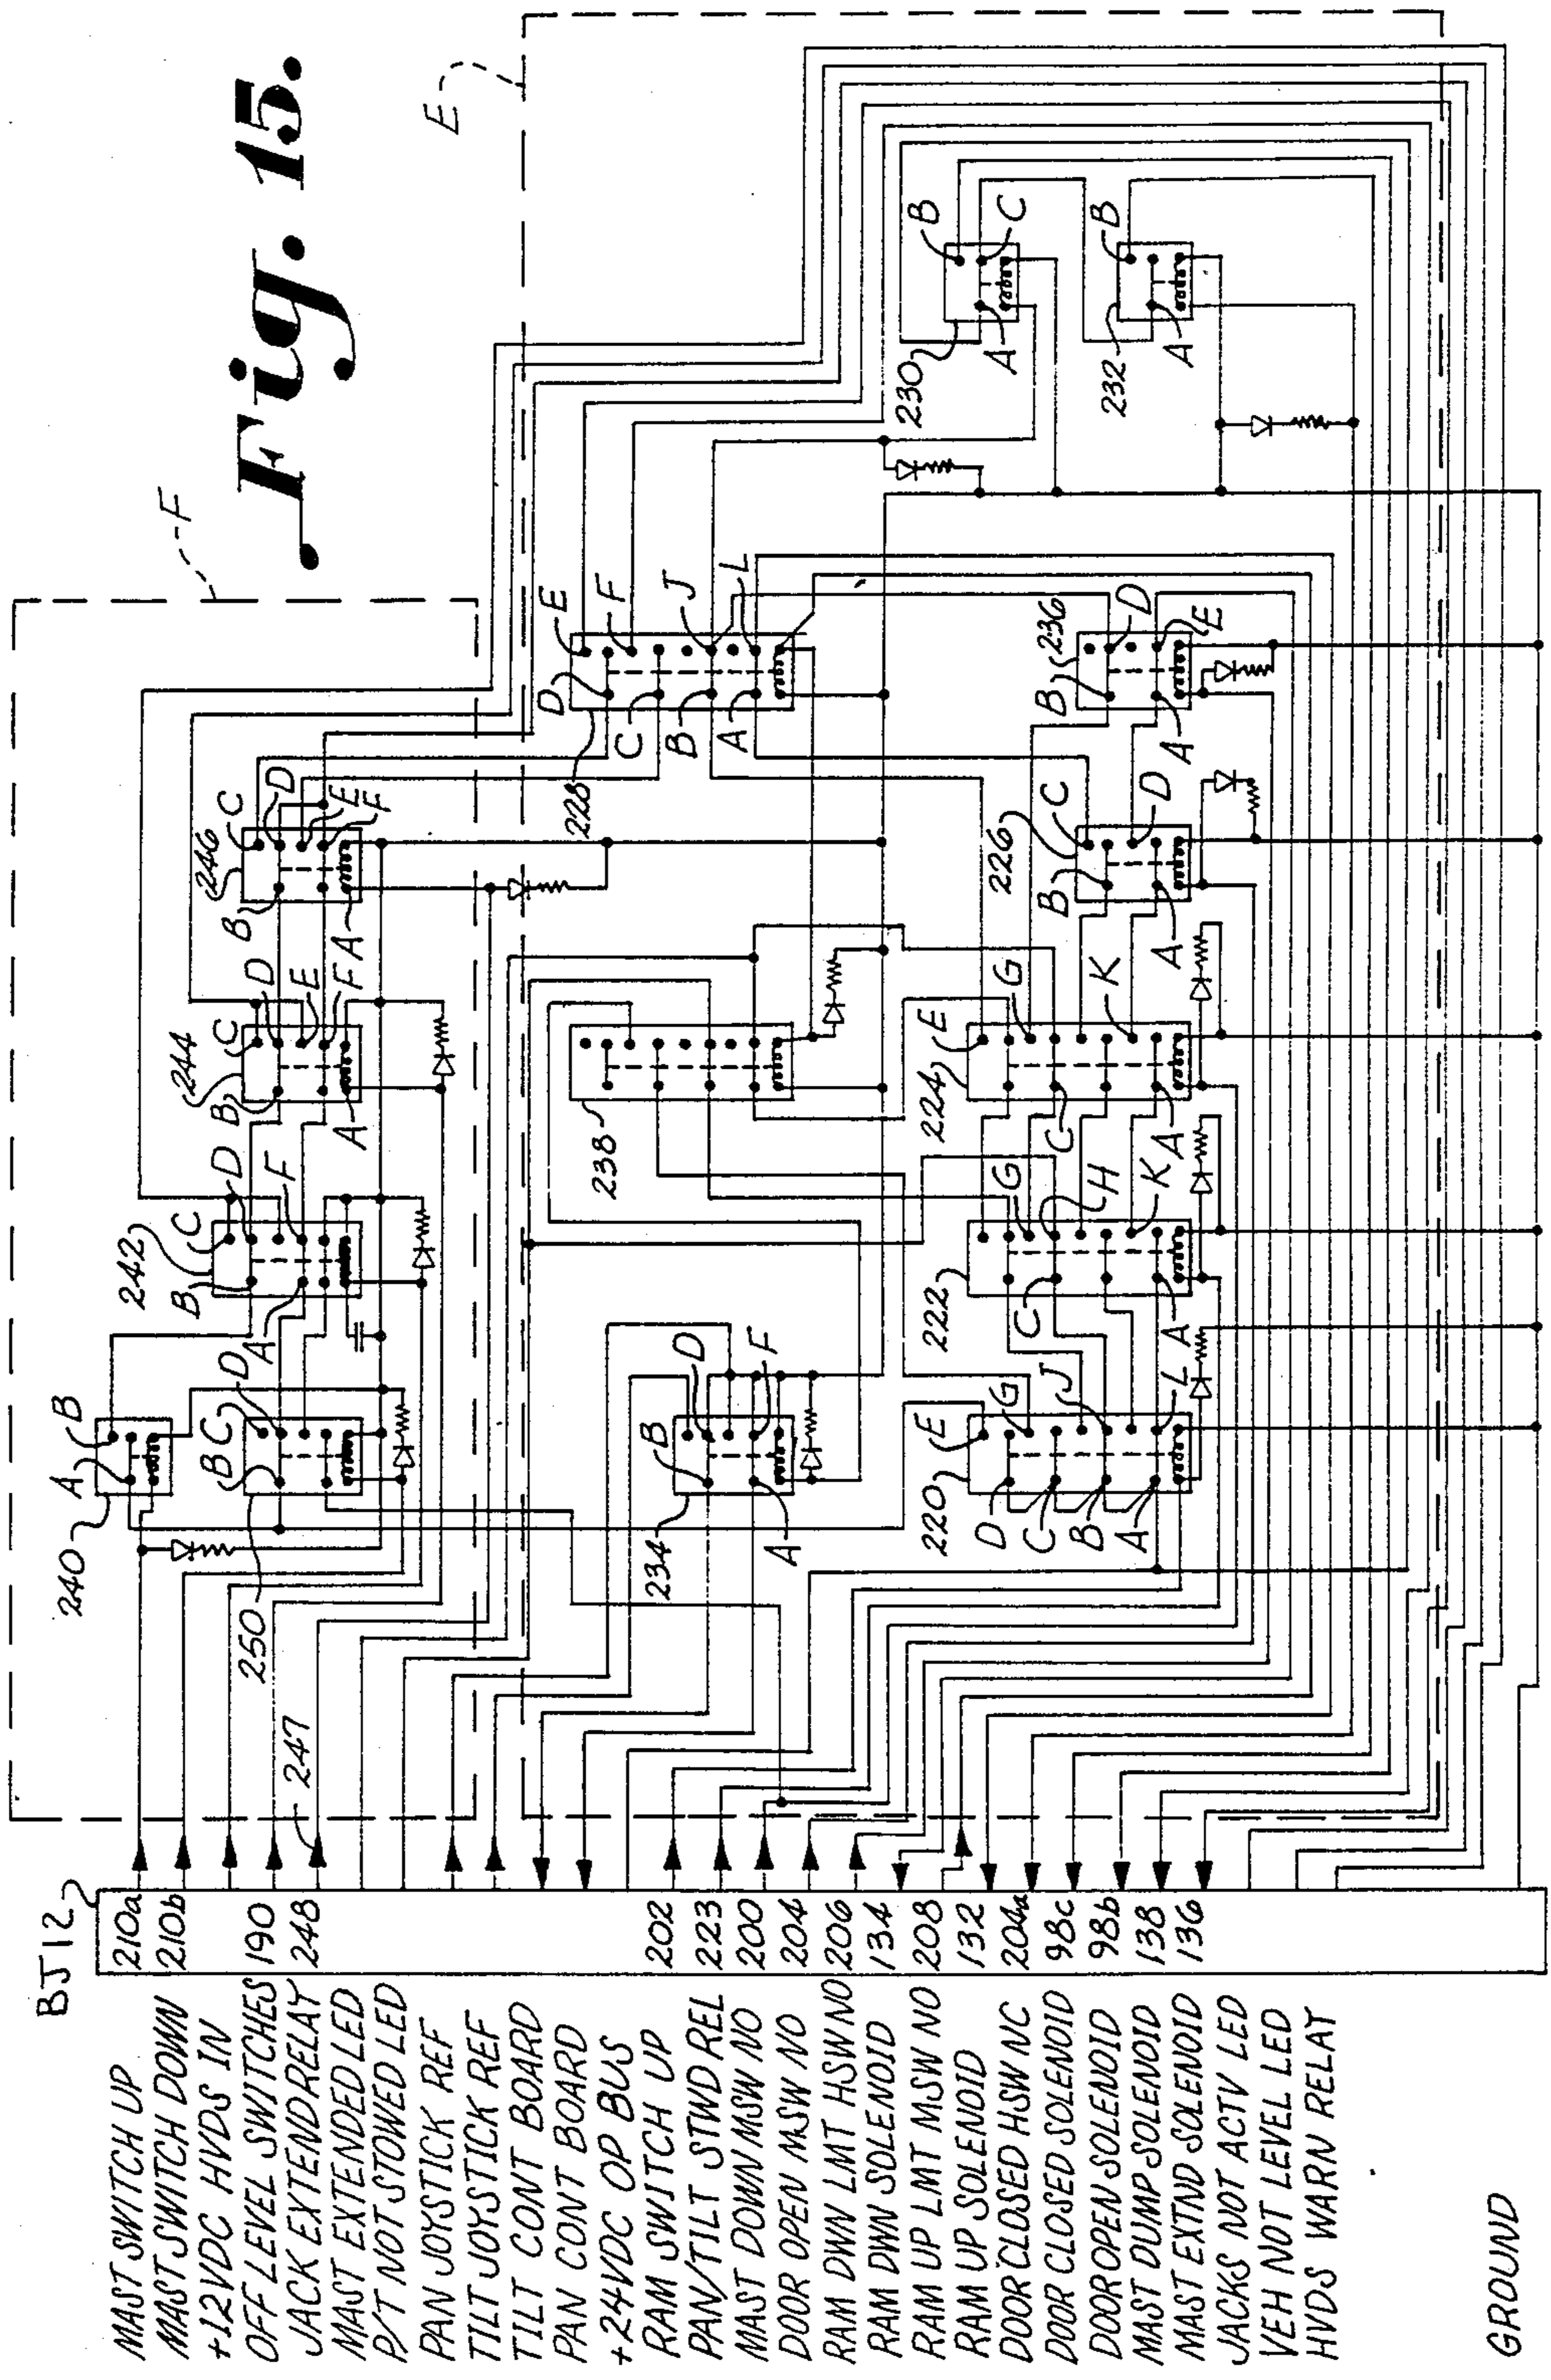 Fig. 15.
BJ12
MAST SWITCH UP 210a
MAST SWITCH DOWN 210b
+12VDC HVDS IN
OFF LEVEL SWITCHES 190
JACK EXTEND RELAT 248
MAST EXTENDED LED
P/T NOT STOWED LED
PAN JOYSTICK REF
TILT JOYSTICK REF
TILT CONT BOARD
PAN CONT BOARD
+24VDC OP BUS
RAM SWITCH UP 202
PAN/TILT STWD REL 223
MAST DOWN MSW NO 200
DOOR OPEN MSW NO 204
RAM DWN LMT HSW NO 206
RAM DWN SOLENOID 134
RAM UP LMT MSW NO 208
RAM UP SOLENOID 132
DOOR CLOSED HSW NC 204a
DOOR CLOSED SOLENOID 98c
DOOR OPEN SOLENOID 98b
MAST DUMP SOLENOID 138
MAST EXTND SOLENOID 136
JACKS NOT ACTV LED
VEH NOT LEVEL LED
HVDS WARN RELAT
GROUND
247
F
E
240 A B
250 B C D
242 B C D A F
244 B C D E F A
246 B C D E F A
234 B D F A
238
228 D E F C J B A L
230 B C A
232 B A
220 E G D C J B A L
222 G C H K A
224 E G C K A
226 C B D A
236 B D A E